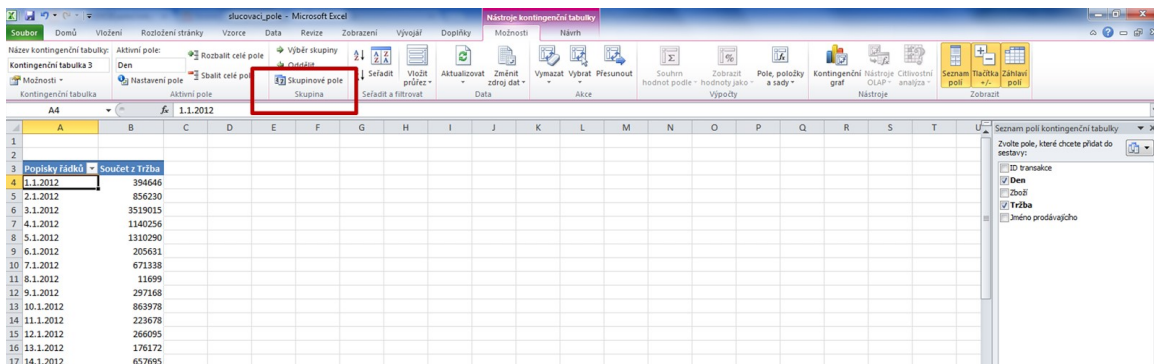 slucovaci_pole - Microsoft Excel
Nástroje kontingenční tabulky
Soubor Domů Vložení Rozložení stránky Vzorce Data Revize Zobrazení Vývojář Doplňky Možnosti Návrh
Název kontingenční tabulky: Aktivní pole: Rozbalit celé pole Výběr skupiny
Kontingenční tabulka 3 Den Oddělit Seřadit Vložit průřez Aktualizovat Změnit zdroj dat Vymazat Vybrat Přesunout Souhrn hodnot podle Zobrazit hodnoty jako Pole, položky a sady Kontingenční graf Nástroje OLAP Citlivostní analýza Seznam polí Tlačítka +/- Záhlaví polí
Možnosti Nastavení pole Sbalit celé pole Skupinové pole
Kontingenční tabulka Aktivní pole Skupina Seřadit a filtrovat Data Akce Výpočty Nástroje Zobrazit
A4 fx 1.1.2012
A B C D E F G H I J K L M N O P Q R S T U
Seznam polí kontingenční tabulky
1
Zvolte pole, které chcete přidat do
2
sestavy:
3 Popisky řádků Součet z Tržba
ID transakce
4 1.1.2012 394646
Den
5 2.1.2012 856230
Zboží
6 3.1.2012 3519015
Tržba
7 4.1.2012 1140256
Jméno prodávajícího
8 5.1.2012 1310290
9 6.1.2012 205631
10 7.1.2012 671338
11 8.1.2012 11699
12 9.1.2012 297168
13 10.1.2012 863978
14 11.1.2012 223678
15 12.1.2012 266095
16 13.1.2012 176172
17 14.1.2012 657695